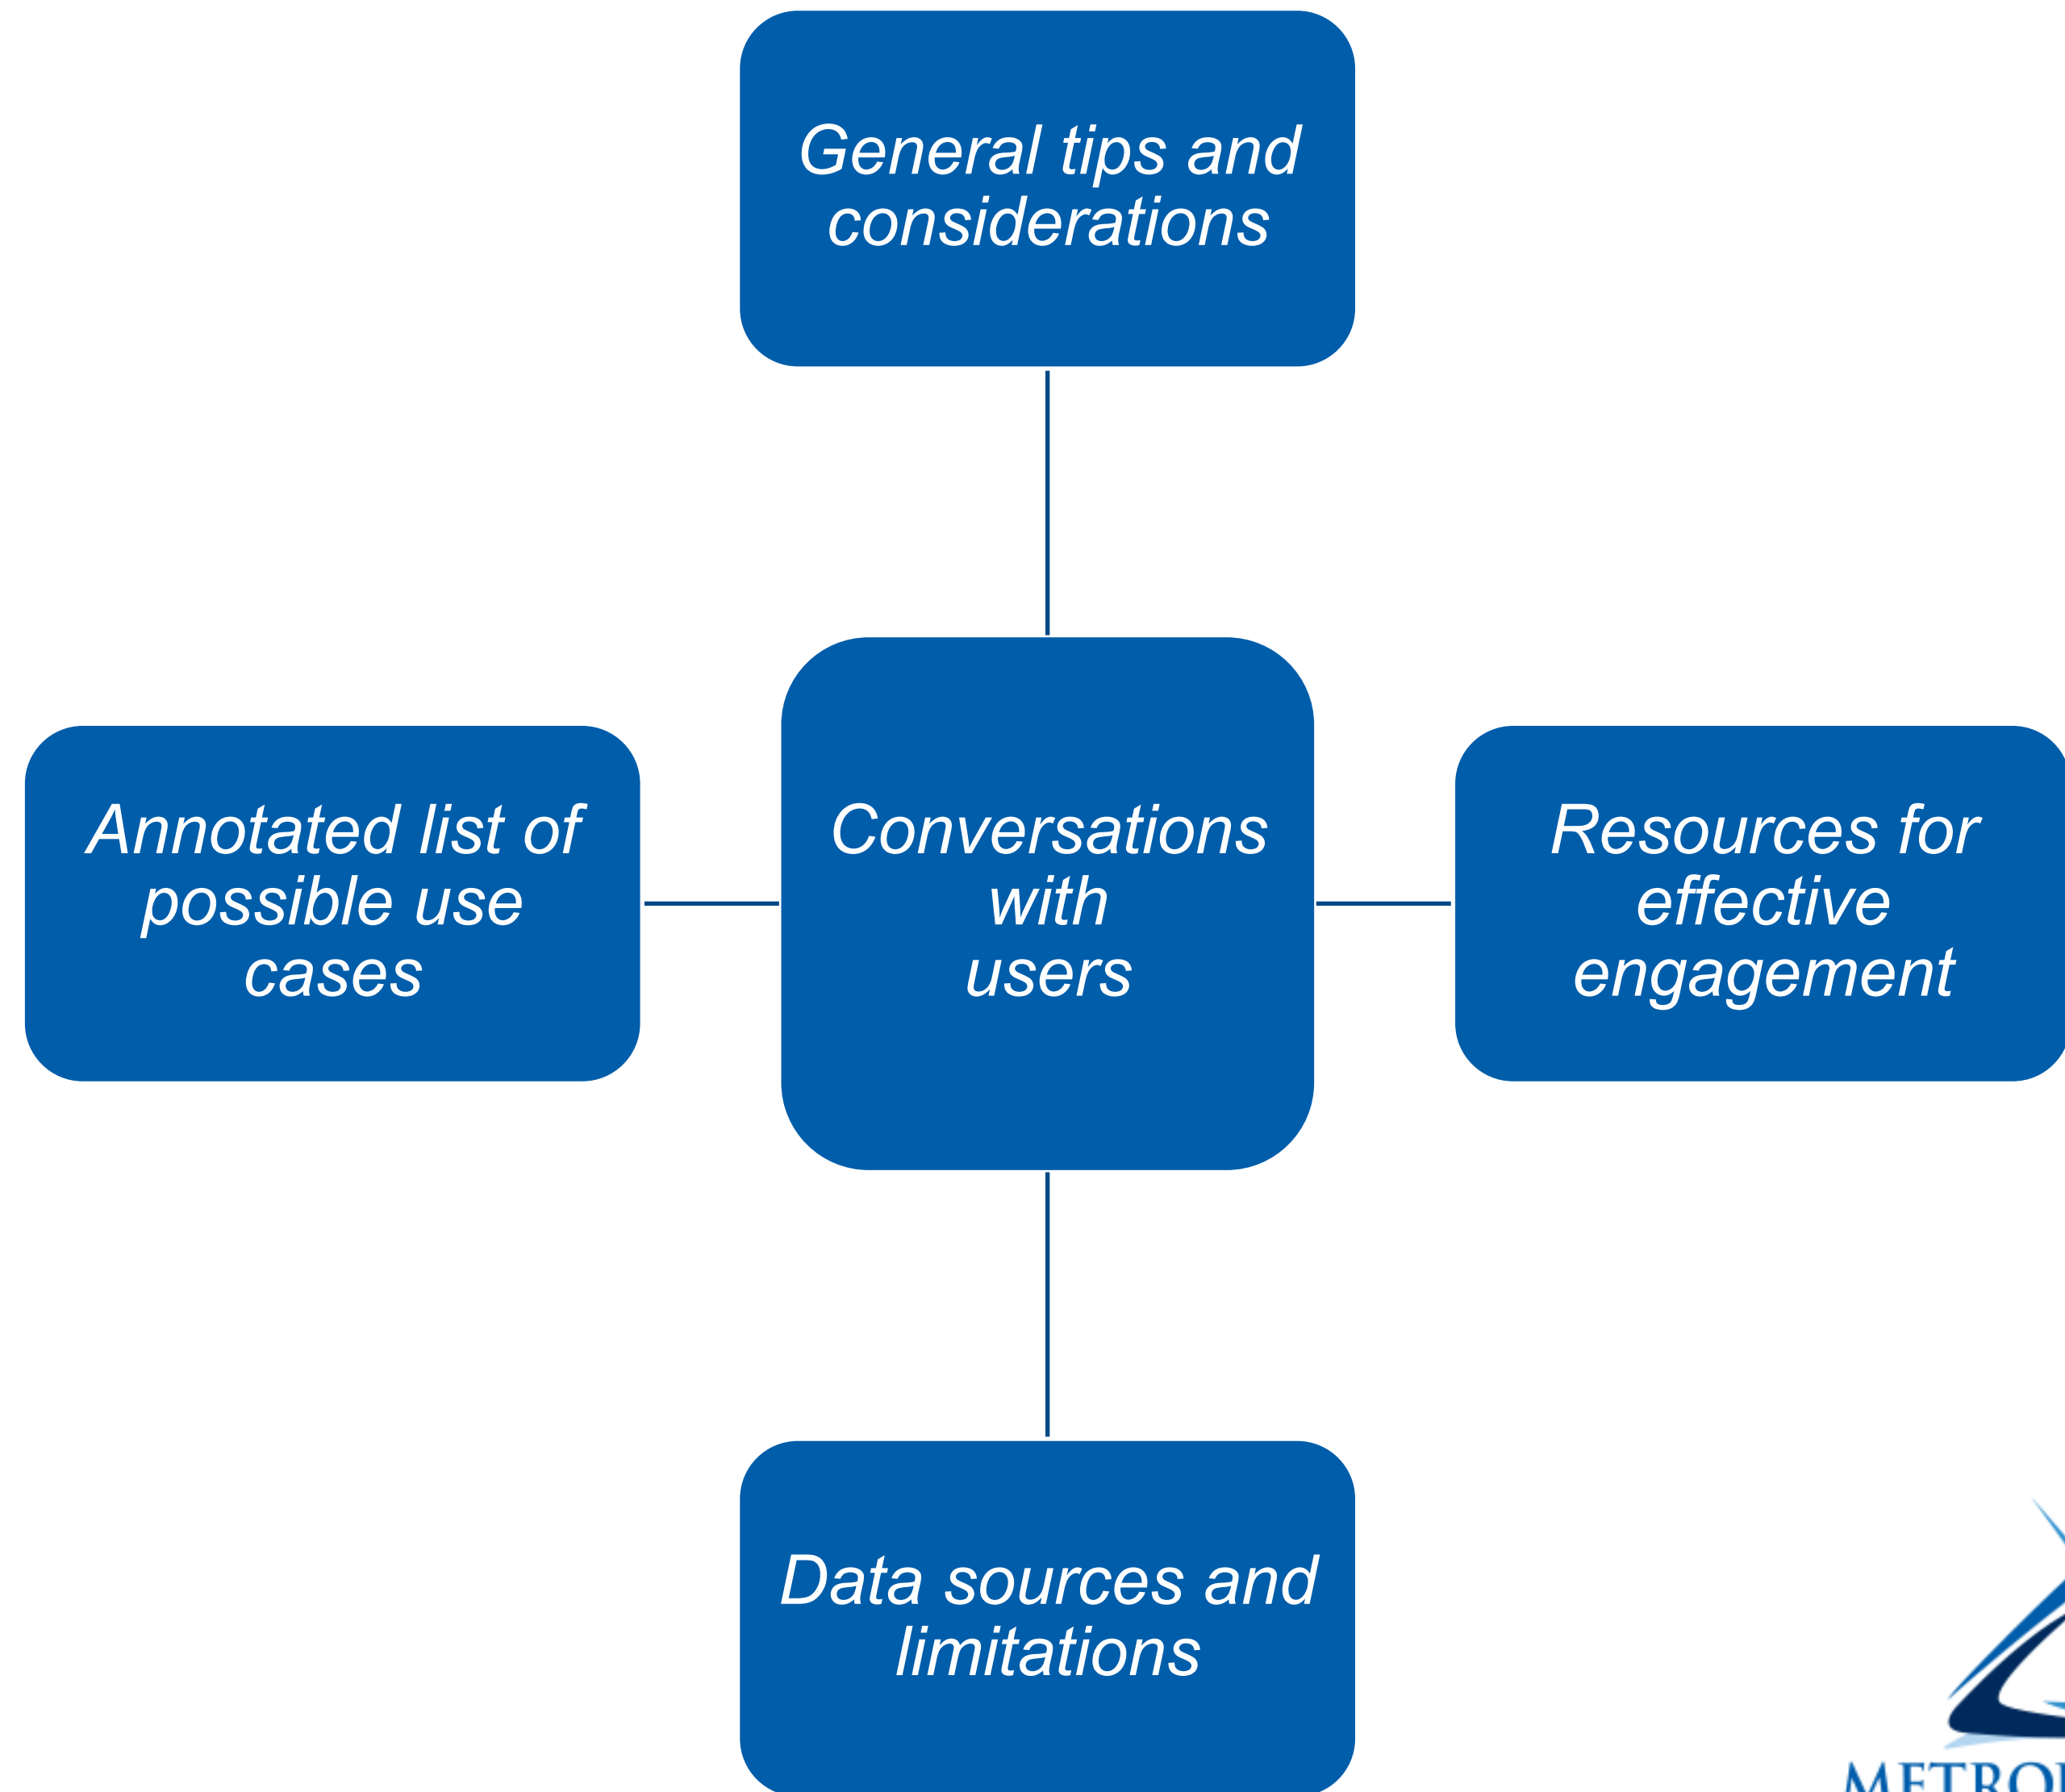 General tips and
considerations
Annotated list of
possible use
cases
Conversations
with
users
Resources for
effective
engagement
Data sources and
limitations